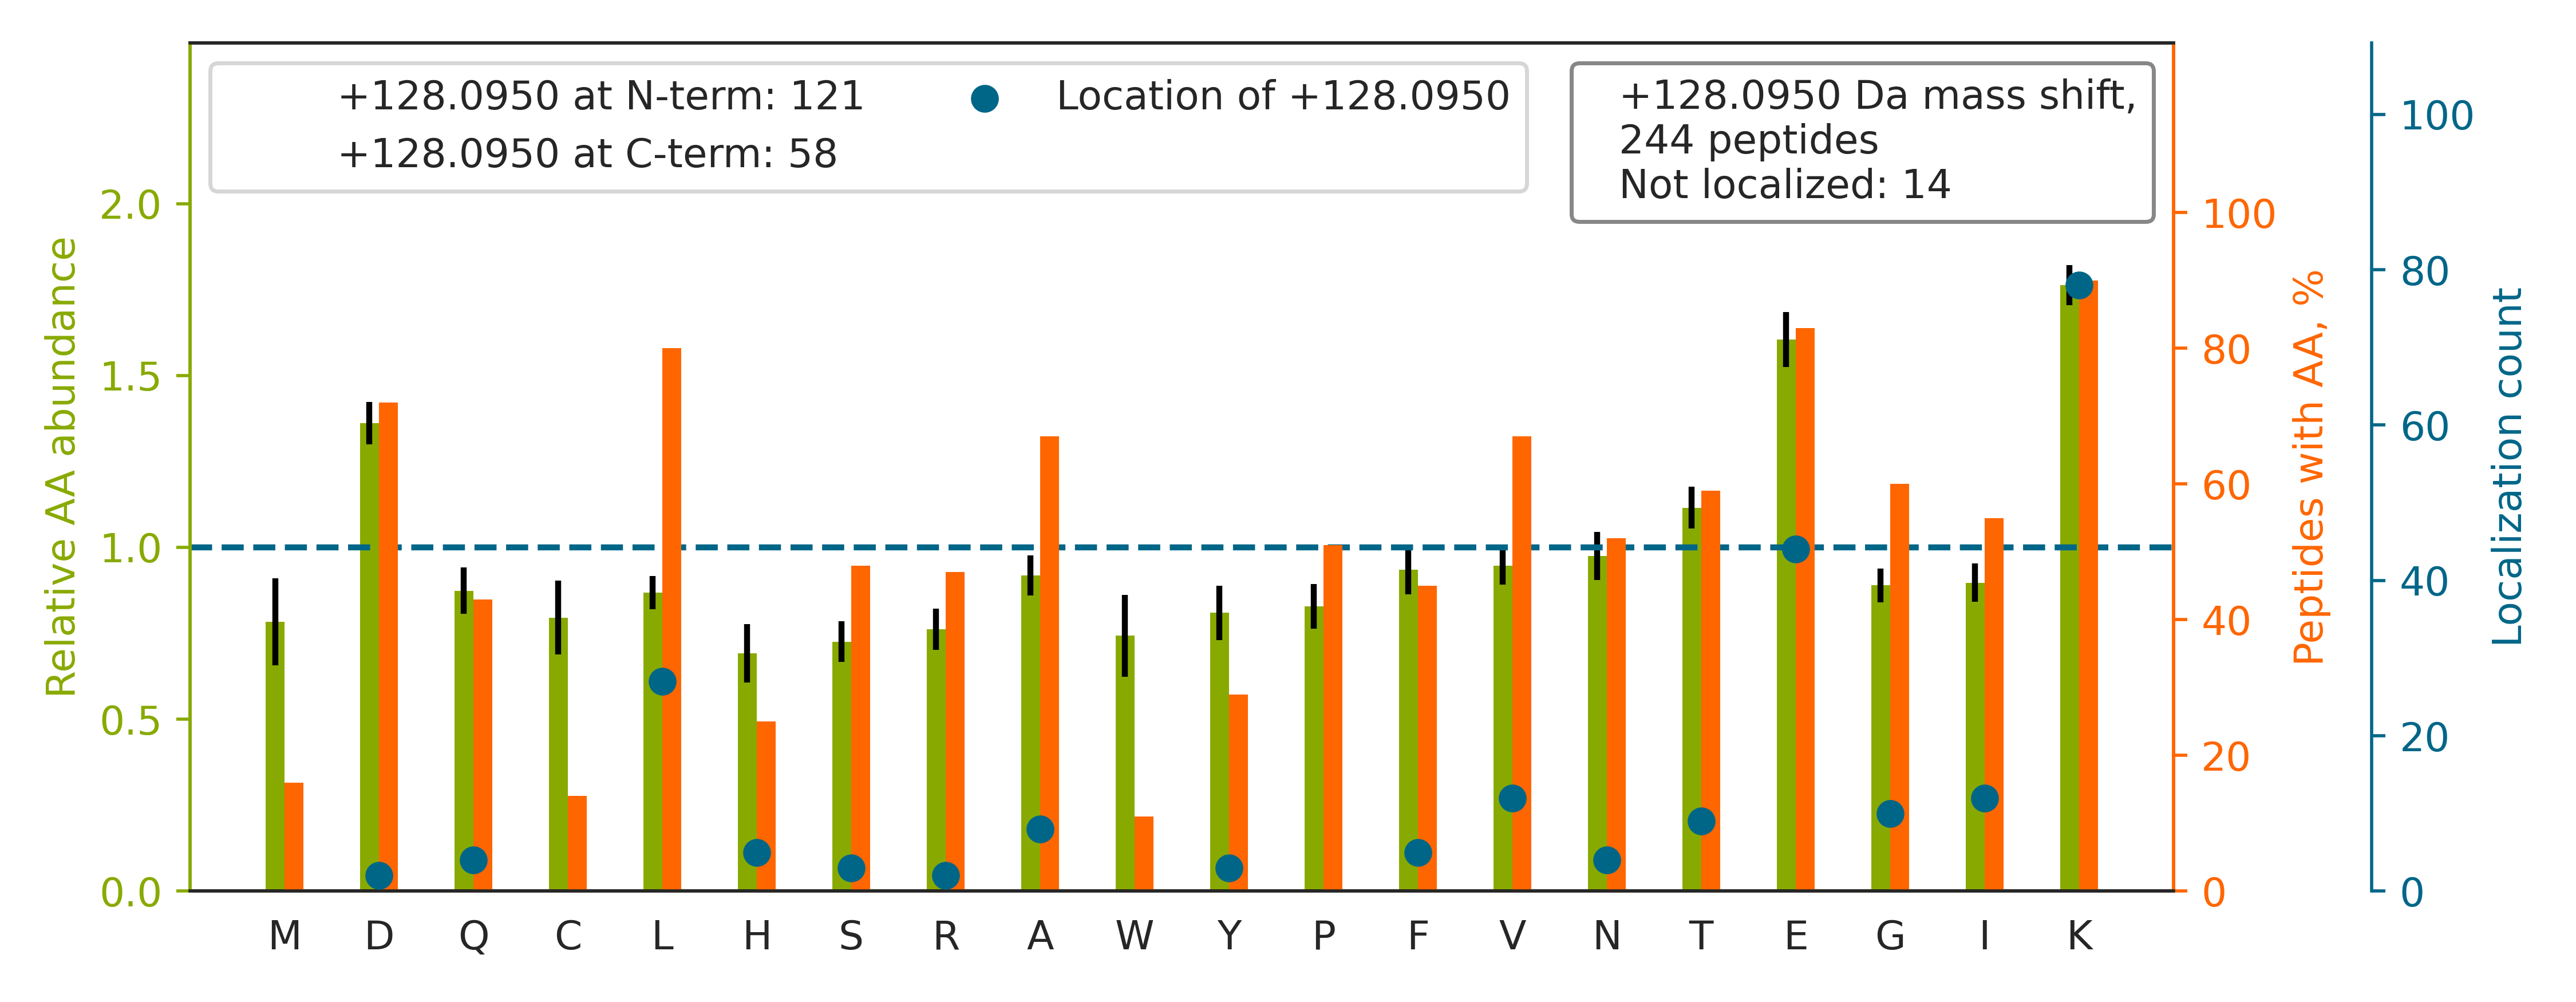 +128.0950 at N-term: 121
+128.0950 at C-term: 58
Location of +128.0950
+128.0950 Da mass shift,
244 peptides
Not localized: 14
Relative AA abundance
2.0
1.5
1.0
0.5
0.0
M D Q C L H S R A W Y P F V N T E G I K
100
80
60
40
20
0
Peptides with AA, %
100
80
60
40
20
0
Localization count